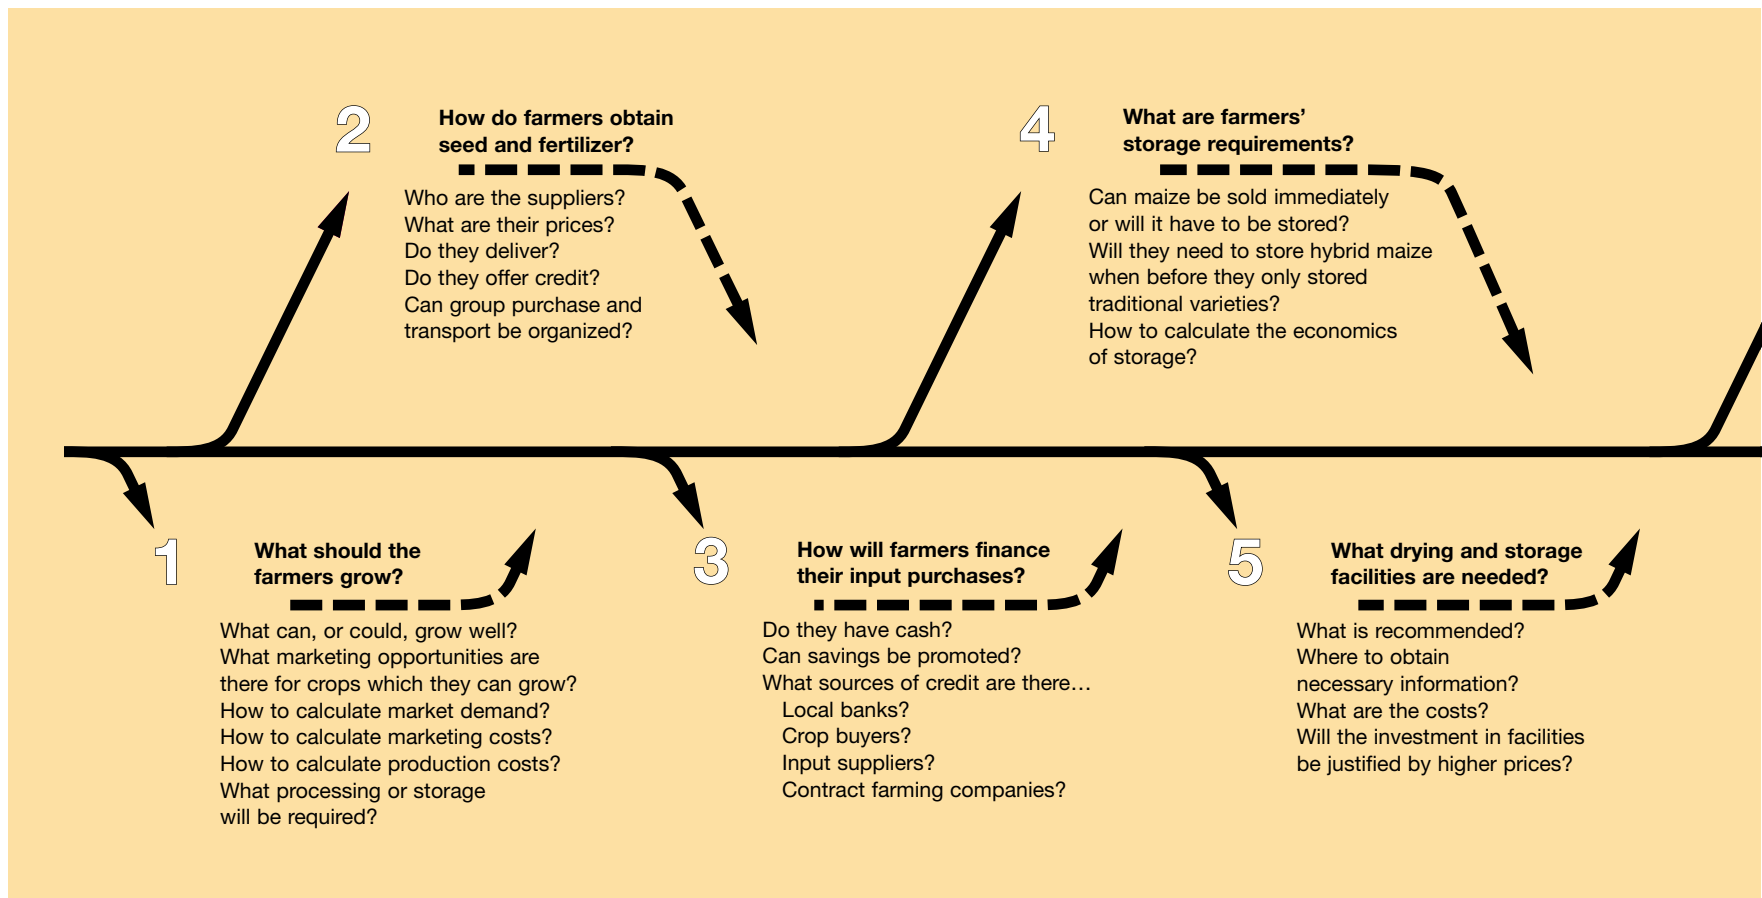 1
What should the
farmers grow?
What can, or could, grow well?
What marketing opportunities are
there for crops which they can grow?
How to calculate market demand?
How to calculate marketing costs?
How to calculate production costs?
What processing or storage
will be required?
2
How do farmers obtain
seed and fertilizer?
Who are the suppliers?
What are their prices?
Do they deliver?
Do they offer credit?
Can group purchase and
transport be organized?
3
How will farmers finance
their input purchases?
Do they have cash?
Can savings be promoted?
What sources of credit are there…
Local banks?
Crop buyers?
Input suppliers?
Contract farming companies?
4
What are farmers’
storage requirements?
Can maize be sold immediately
or will it have to be stored?
Will they need to store hybrid maize
when before they only stored
traditional varieties?
How to calculate the economics
of storage?
5
What drying and storage
facilities are needed?
What is recommended?
Where to obtain
necessary information?
What are the costs?
Will the investment in facilities
be justified by higher prices?